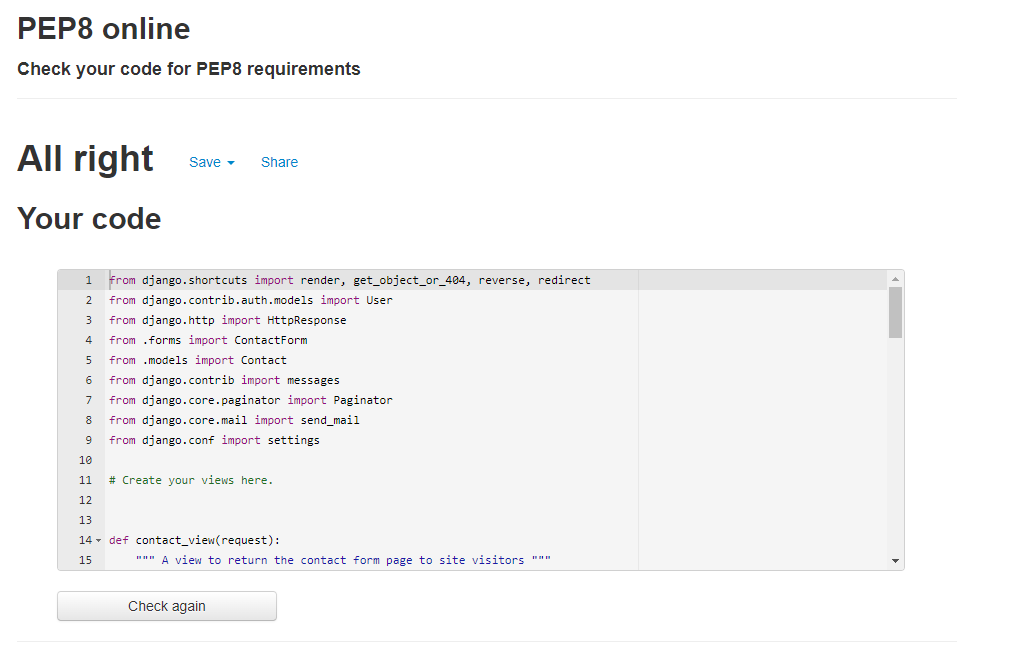 PEP8 online
Check your code for PEP8 requirements
All right Save Share
Your code
1 from django.shortcuts import render, get_object_or_404, reverse, redirect
2 from django.contrib.auth.models import User
3 from django.http import HttpResponse
4 from .forms import ContactForm
5 from .models import Contact
6 from django.contrib import messages
7 from django.core.paginator import Paginator
8 from django.core.mail import send_mail
9 from django.conf import settings
10
11 # Create your views here.
12
13
14 def contact_view(request):
15     """ A view to return the contact form page to site visitors """
Check again